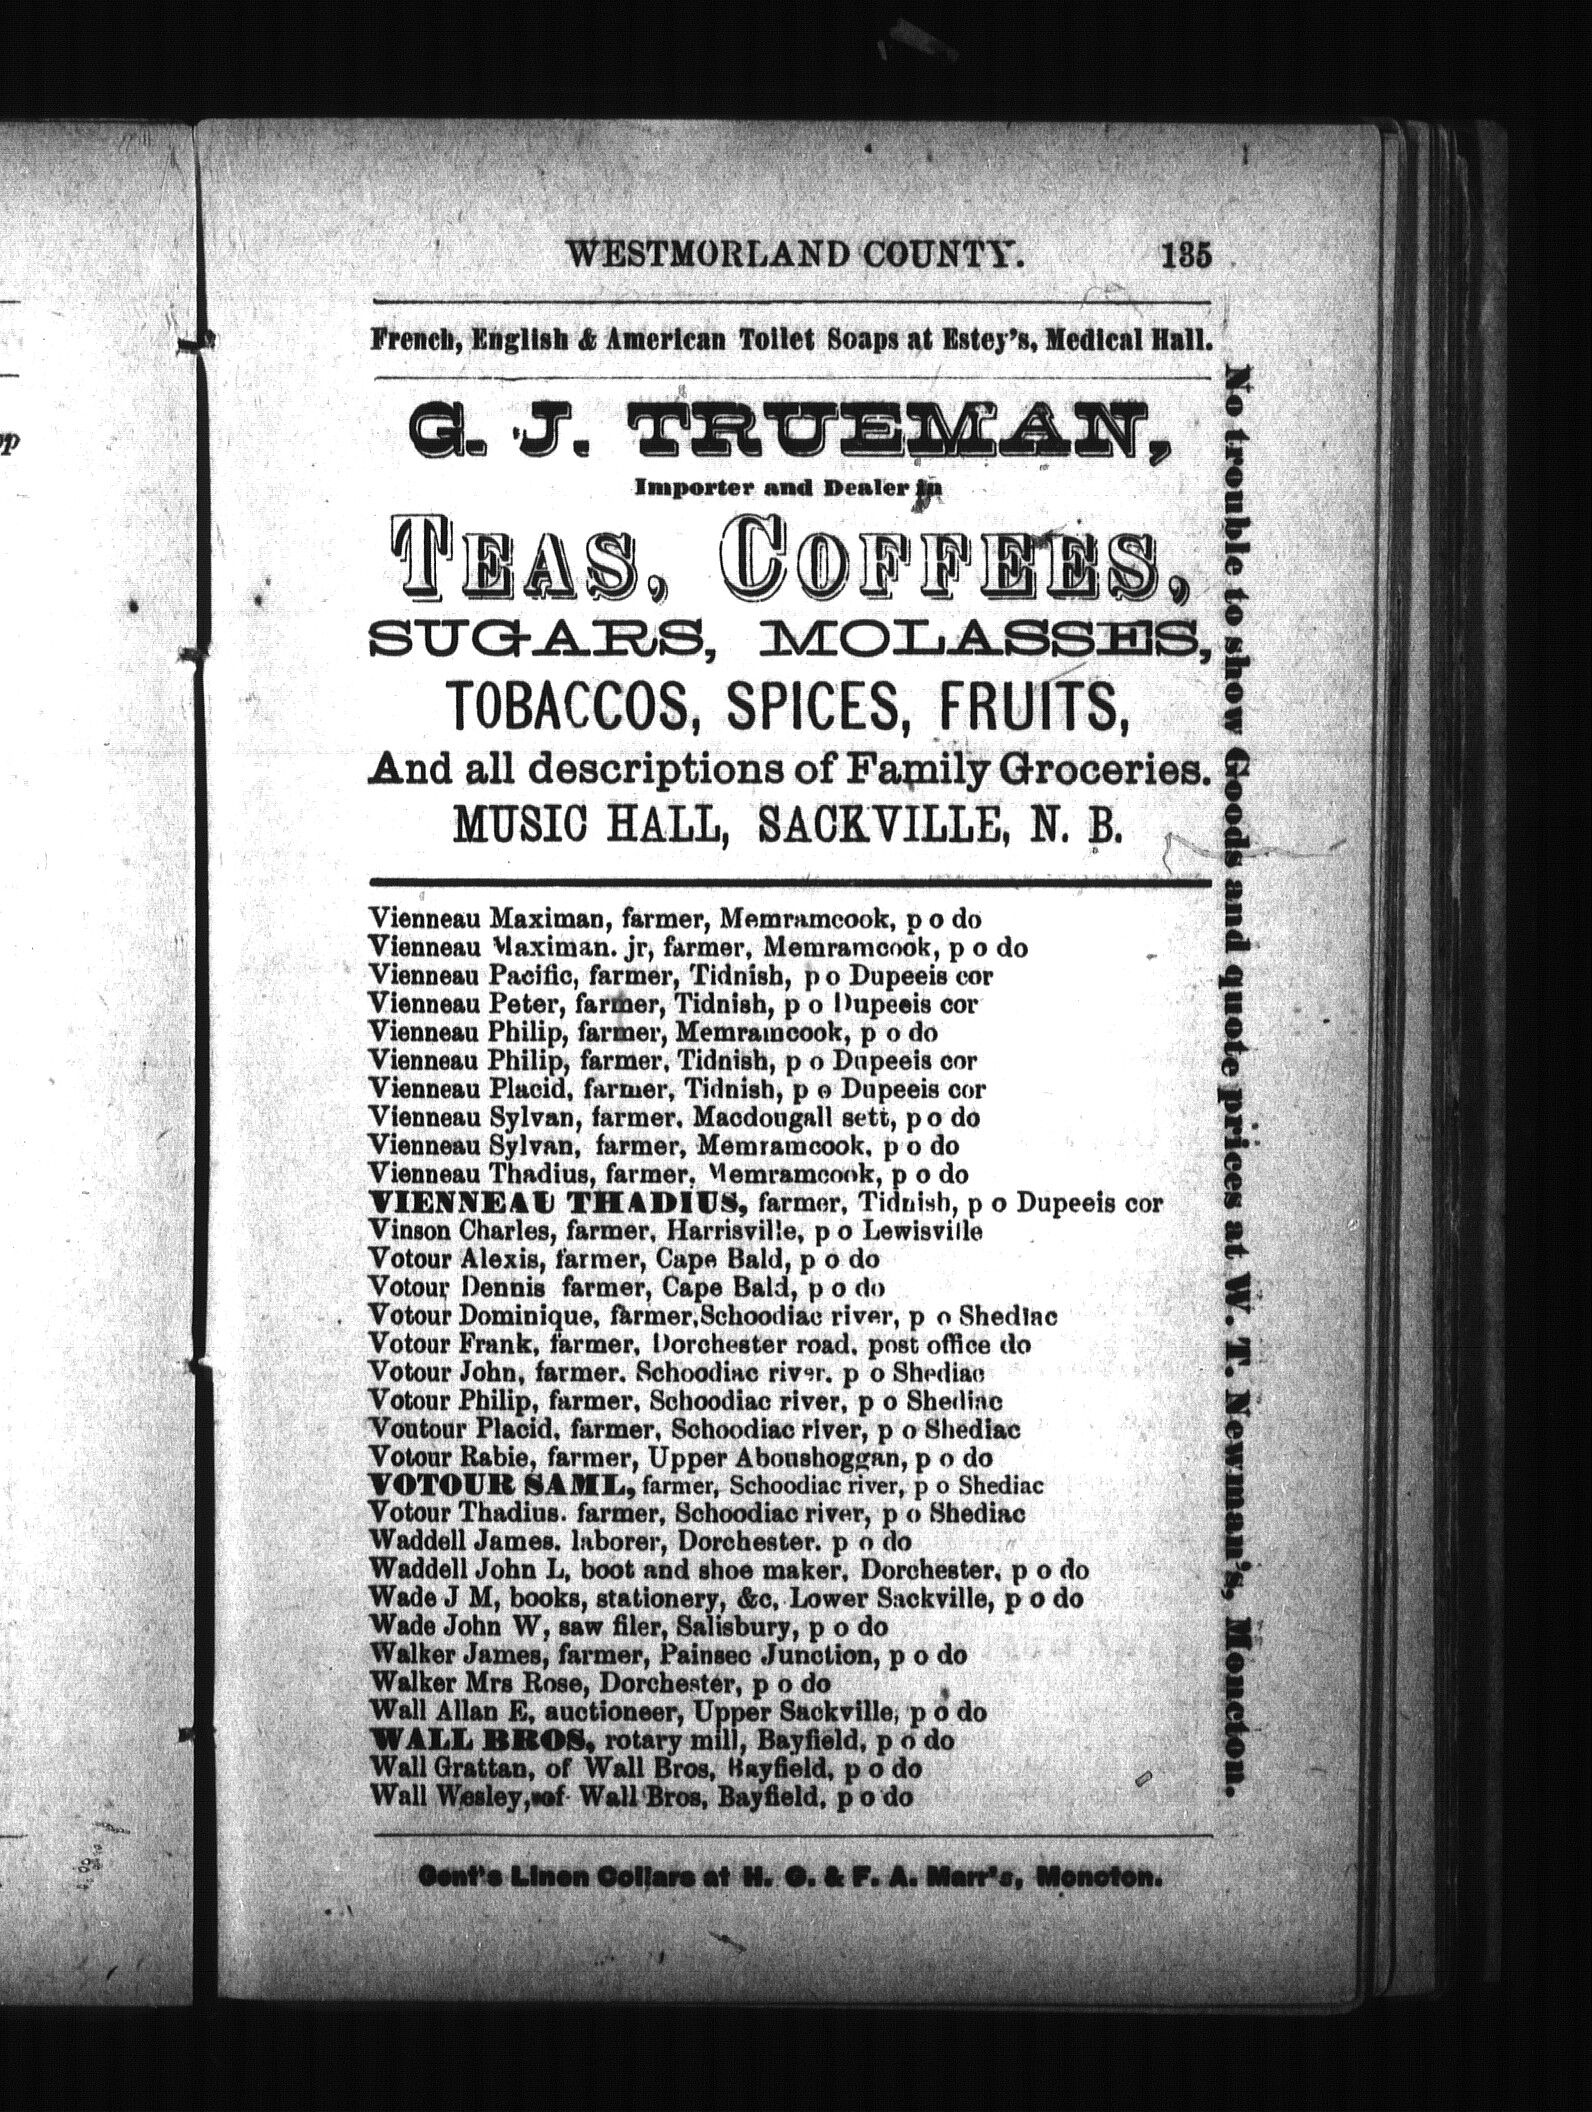 WESTMORLAND COUNTY. 135
French, English & American Toilet Soaps at Estey's, Medical Hall.
G. J. TRUEMAN,
Importer and Dealer in
TEAS, COFFEES,
SUGARS, MOLASSES,
TOBACCOS, SPICES, FRUITS,
And all descriptions of Family Groceries.
MUSIC HALL, SACKVILLE, N. B.
Vienneau Maximan, farmer, Memramcook, p o do
Vienneau Maximan. jr, farmer, Memramcook, p o do
Vienneau Pacific, farmer, Tidnish, p o Dupeeis cor
Vienneau Peter, farmer, Tidnish, p o Dupeeis cor
Vienneau Philip, farmer, Memramcook, p o do
Vienneau Philip, farmer, Tidnish, p o Dupeeis cor
Vienneau Placid, farmer, Tidnish, p o Dupeeis cor
Vienneau Sylvan, farmer, Macdougall sett, p o do
Vienneau Sylvan, farmer, Memramcook, p o do
Vienneau Thadius, farmer, Memramcook, p o do
VIENNEAU THADIUS, farmer, Tidnish, p o Dupeeis cor
Vinson Charles, farmer, Harrisville, p o Lewisville
Votour Alexis, farmer, Cape Bald, p o do
Votour Dennis farmer, Cape Bald, p o do
Votour Dominique, farmer, Schoodiac river, p o Shediac
Votour Frank, farmer, Dorchester road, post office do
Votour John, farmer. Schoodiac river. p o Shediac
Votour Philip, farmer, Schoodiac river, p o Shediac
Voutour Placid, farmer, Schoodiac river, p o Shediac
Votour Rabie, farmer, Upper Aboushoggan, p o do
VOTOUR SAML, farmer, Schoodiac river, p o Shediac
Votour Thadius. farmer, Schoodiac river, p o Shediac
Waddell James. laborer, Dorchester. p o do
Waddell John L, boot and shoe maker, Dorchester, p o do
Wade J M, books, stationery, &c, Lower Sackville, p o do
Wade John W, saw filer, Salisbury, p o do
Walker James, farmer, Painsec Junction, p o do
Walker Mrs Rose, Dorchester, p o do
Wall Allan E, auctioneer, Upper Sackville, p o do
WALL BROS, rotary mill, Bayfield, p o do
Wall Grattan, of Wall Bros, Bayfield, p o do
Wall Wesley, of Wall Bros, Bayfield, p o do
Gent's Linen Collars at H. G. & F. A. Marr's, Moncton.
No trouble to show Goods and quote prices at W. T. Newman's, Moncton.